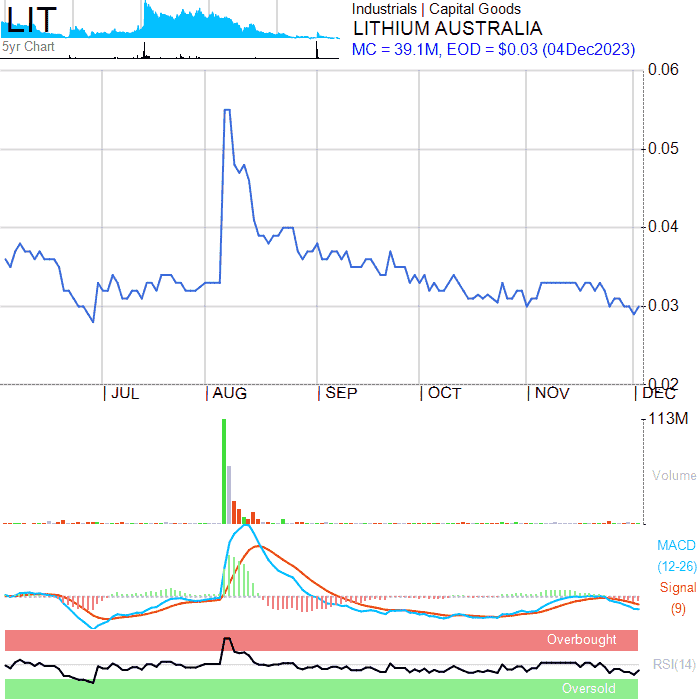 LIT
5yr Chart
Industrials | Capital Goods
LITHIUM AUSTRALIA
MC = 39.1M, EOD = $0.03 (04Dec2023)
0.06
0.05
0.04
0.03
0.02
JUL AUG SEP OCT NOV DEC
113M
Volume
MACD
(12-26)
Signal
(9)
Overbought
RSI(14)
Oversold